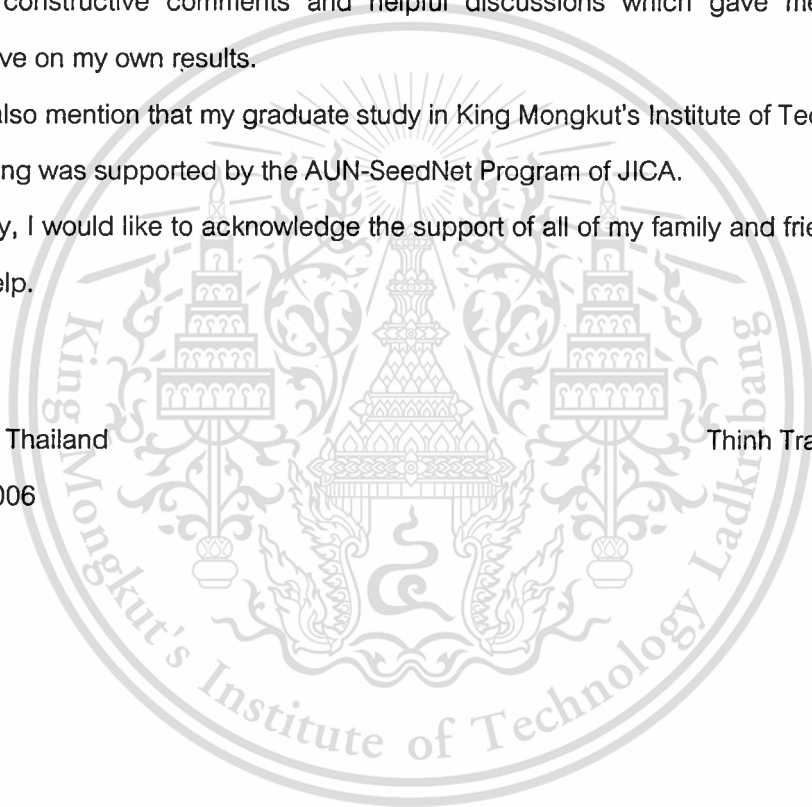 constructive comments and helpful discussions which gave me
ve on my own results.
also mention that my graduate study in King Mongkut's Institute of Tec
ng was supported by the AUN-SeedNet Program of JICA.
y, I would like to acknowledge the support of all of my family and frie
elp.
Thailand
Thinh Tra
006
King Mongkut's Institute of Technology Ladkrabang